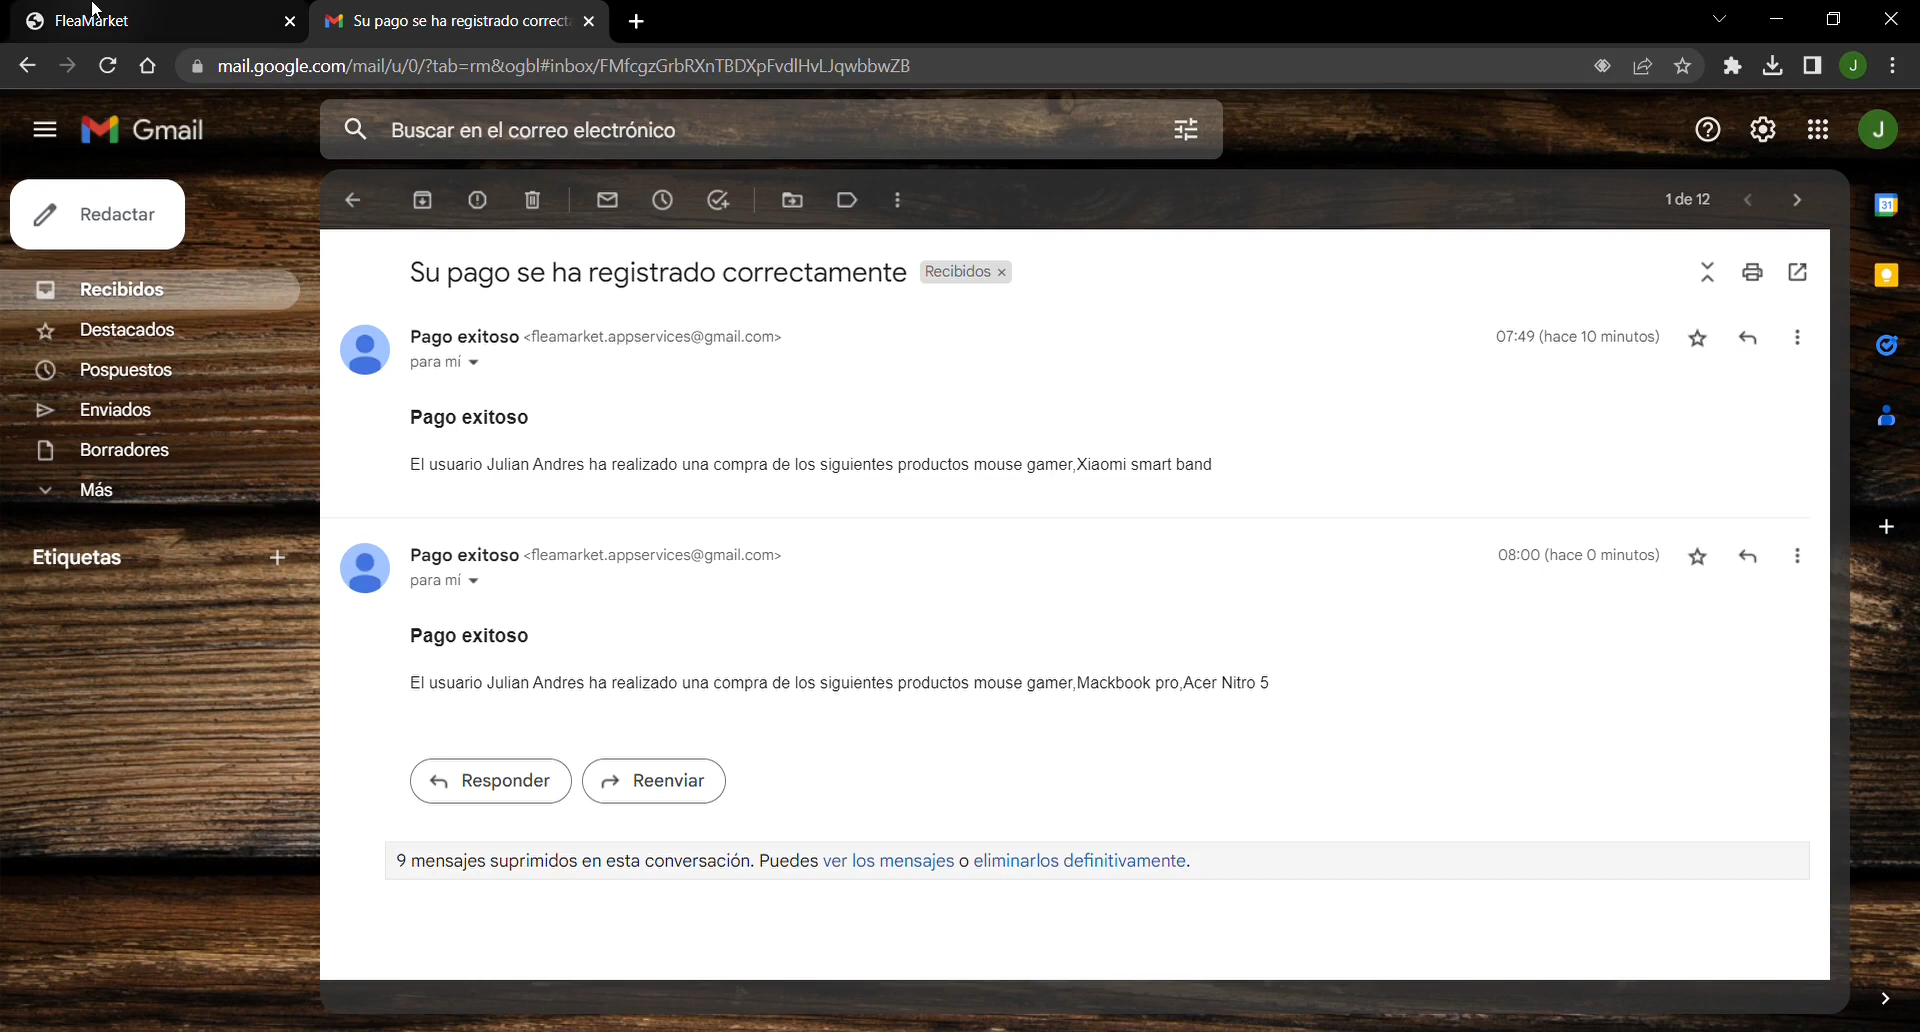 FleaMarket
Su pago se ha registrado correct
mail.google.com/mail/u/0/?tab=rm&ogbl#inbox/FMfcgzGrbRXnTBDXpFvdlHvLJqwbbwZB
J
Gmail
Buscar en el correo electrónico
J
Redactar
1 de 12
31
Recibidos
Destacados
Pospuestos
Enviados
Borradores
Más
Etiquetas
Su pago se ha registrado correctamente Recibidos ×
Pago exitoso <fleamarket.appservices@gmail.com> 07:49 (hace 10 minutos)
para mí
Pago exitoso
El usuario Julian Andres ha realizado una compra de los siguientes productos mouse gamer,Xiaomi smart band
Pago exitoso <fleamarket.appservices@gmail.com> 08:00 (hace 0 minutos)
para mí
Pago exitoso
El usuario Julian Andres ha realizado una compra de los siguientes productos mouse gamer,Mackbook pro,Acer Nitro 5
Responder Reenviar
9 mensajes suprimidos en esta conversación. Puedes ver los mensajes o eliminarlos definitivamente.